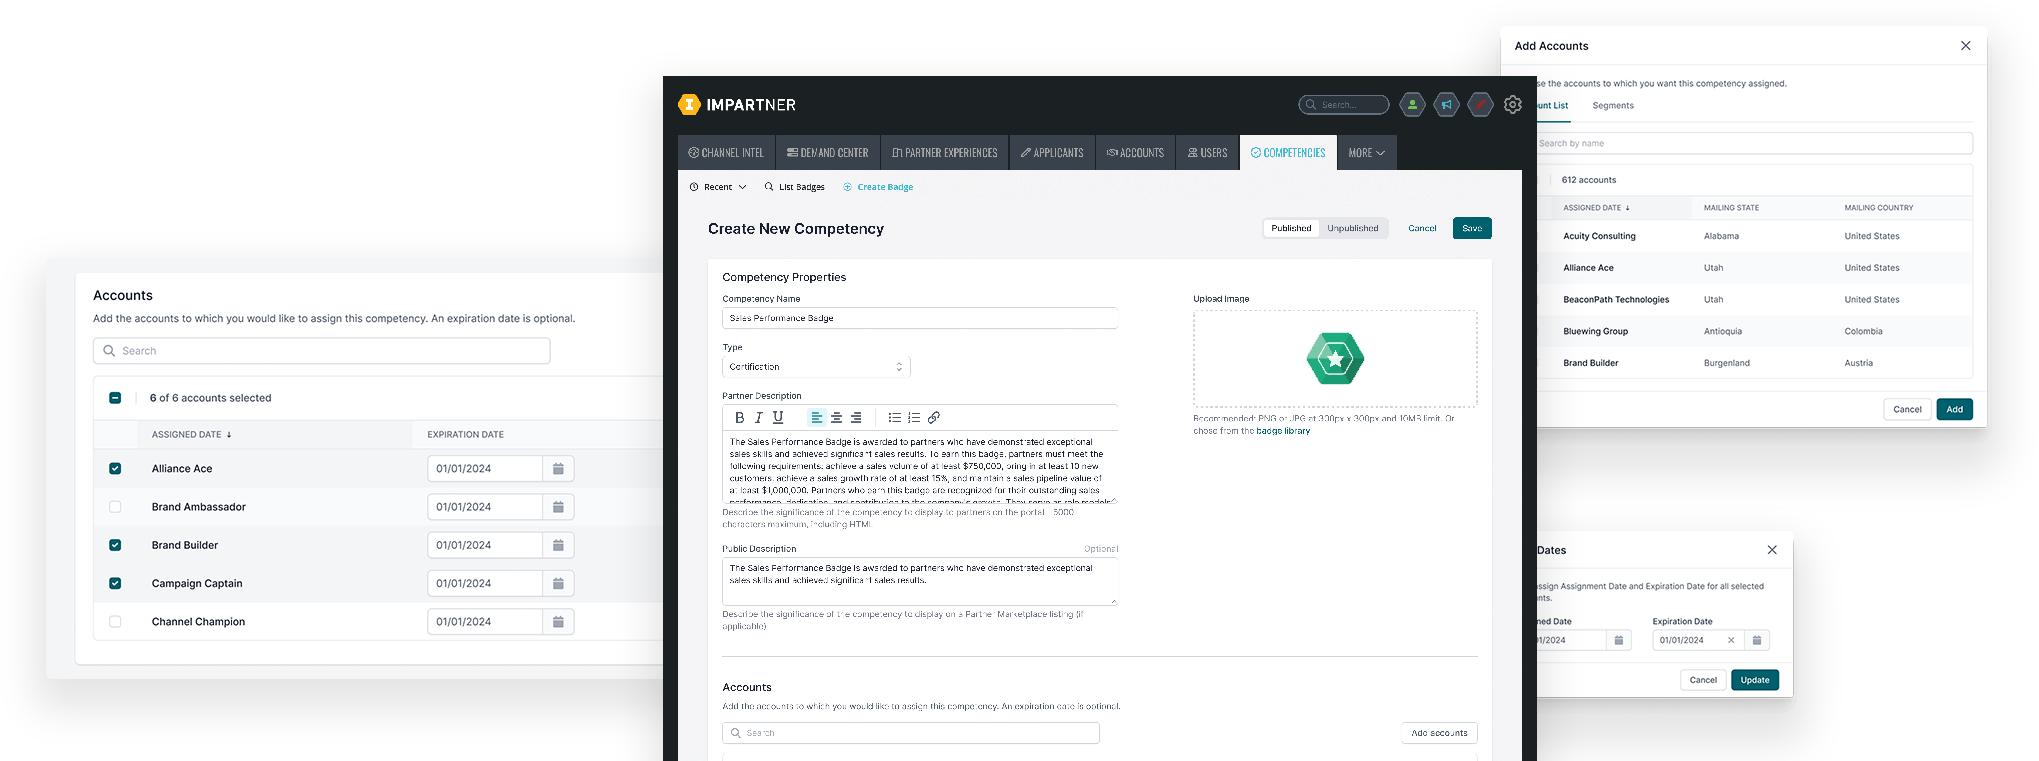 Accounts
Add the accounts to which you would like to assign this competency. An expiration date is optional.
Search
6 of 6 accounts selected
ASSIGNED DATE ↓ EXPIRATION DATE
Alliance Ace 01/01/2024
Brand Ambassador 01/01/2024
Brand Builder 01/01/2024
Campaign Captain 01/01/2024
Channel Champion 01/01/2024
IMPARTNER
Search...
CHANNEL INTEL DEMAND CENTER PARTNER EXPERIENCES APPLICANTS ACCOUNTS USERS COMPETENCIES MORE
Recent List Badges Create Badge
Create New Competency
Published Unpublished Cancel Save
Competency Properties
Competency Name
Sales Performance Badge
Type
Certification
Partner Description
B I U
The Sales Performance Badge is awarded to partners who have demonstrated exceptional
sales skills and achieved significant sales results. To earn this badge, partners must meet the
following requirements: achieve a sales volume of at least $750,000, bring in at least 10 new
customers, achieve a sales growth rate of at least 15%, and maintain a sales pipeline value of
at least $1,000,000. Partners who earn this badge are recognized for their outstanding sales
performance, dedication, and contribution to the company's growth. They serve as role models
Describe the significance of the competency to display to partners on the portal 5000
characters maximum, including HTML
Public Description Optional
The Sales Performance Badge is awarded to partners who have demonstrated exceptional
sales skills and achieved significant sales results.
Describe the significance of the competency to display on a Partner Marketplace listing (if
applicable)
Upload Image
Recommended: PNG or JPG at 300px x 300px and 10MB limit. Or
chose from the badge library
Accounts
Add the accounts to which you would like to assign this competency. An expiration date is optional.
Search
Add accounts
Add Accounts
se the accounts to which you want this competency assigned.
unt List Segments
Search by name
612 accounts
ASSIGNED DATE ↓ MAILING STATE MAILING COUNTRY
Acuity Consulting Alabama United States
Alliance Ace Utah United States
BeaconPath Technologies Utah United States
Bluewing Group Antioquia Colombia
Brand Builder Burgenland Austria
Cancel Add
Dates
assign Assignment Date and Expiration Date for all selected
nts.
ned Date Expiration Date
01/2024 01/01/2024
Cancel Update